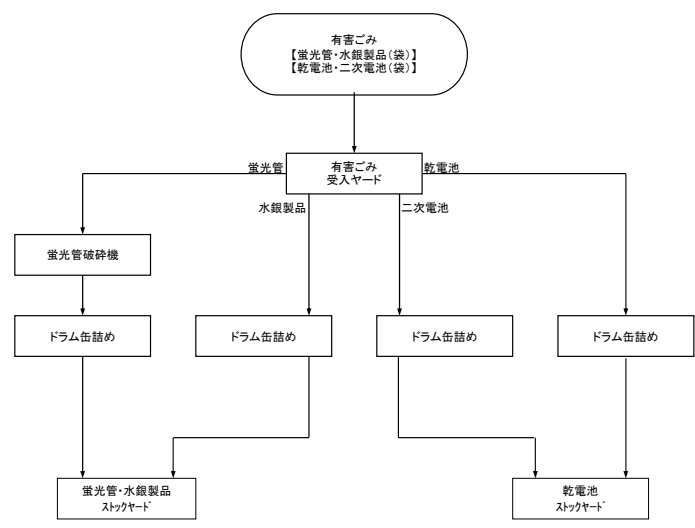 有害ごみ
【蛍光管・水銀製品(袋)】
【乾電池・二次電池(袋)】
蛍光管
有害ごみ
受入ヤード
乾電池
水銀製品
二次電池
蛍光管破砕機
ドラム缶詰め
ドラム缶詰め
ドラム缶詰め
ドラム缶詰め
蛍光管・水銀製品
ストックヤード
乾電池
ストックヤード